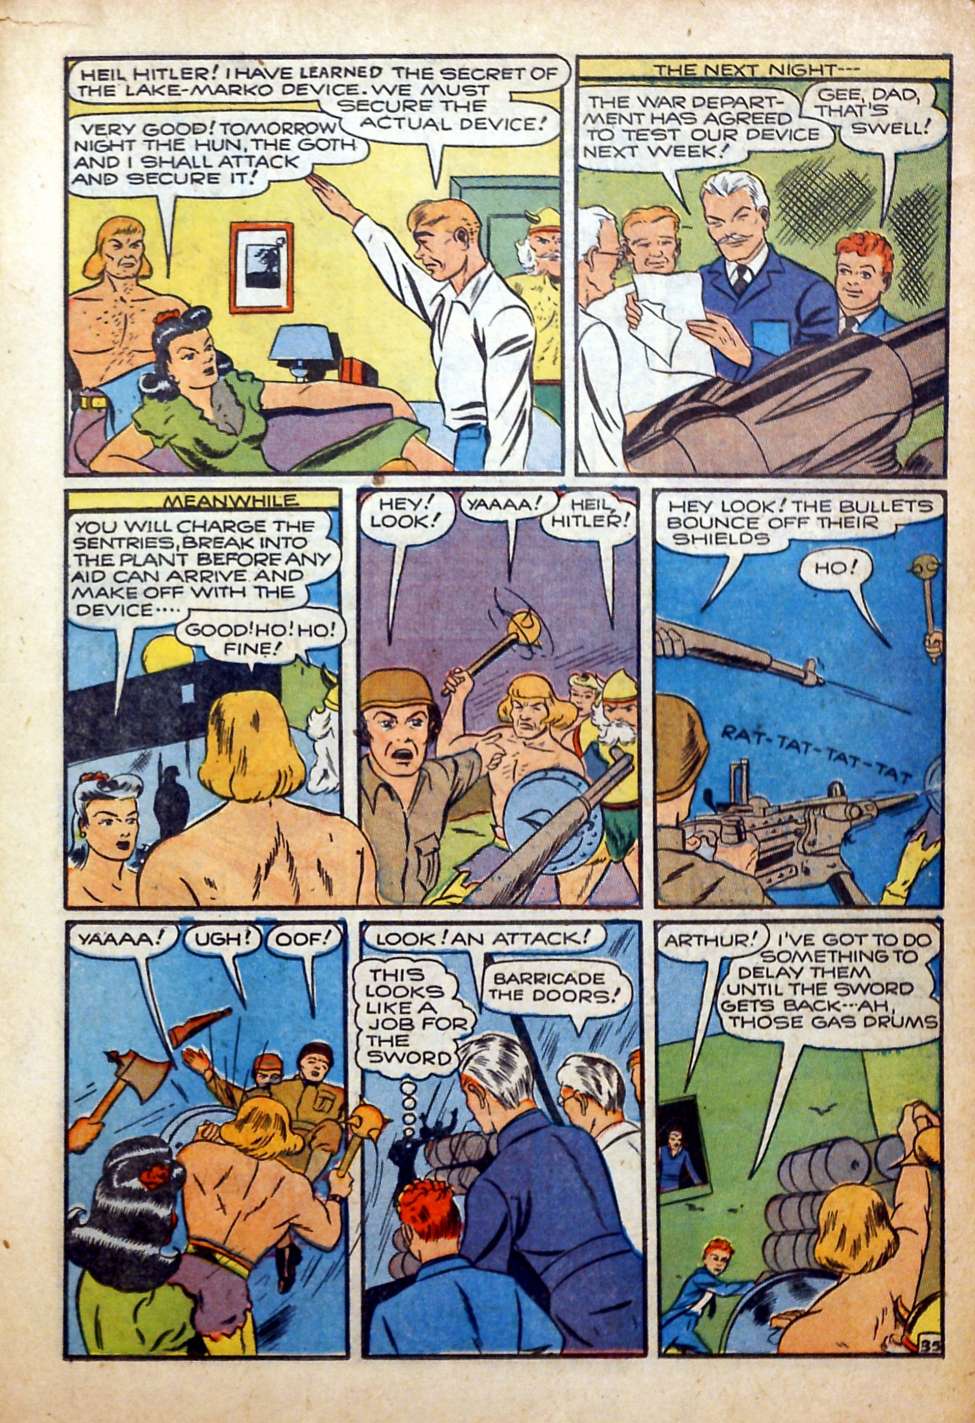 HEIL HITLER! I HAVE LEARNED THE SECRET OF
THE LAKE-MARKO DEVICE. WE MUST
SECURE THE
ACTUAL DEVICE!
VERY GOOD! TOMORROW
NIGHT THE HUN, THE GOTH
AND I SHALL ATTACK
AND SECURE IT!
THE NEXT NIGHT---
THE WAR DEPART-
MENT HAS AGREED
TO TEST OUR DEVICE
NEXT WEEK!
GEE, DAD,
THAT'S
SWELL!
MEANWHILE
YOU WILL CHARGE THE
SENTRIES, BREAK INTO
THE PLANT BEFORE ANY
AID CAN ARRIVE AND
MAKE OFF WITH THE
DEVICE....
GOOD! HO! HO!
FINE!
HEY!
LOOK!
YAAAA!
HEIL
HITLER!
HEY LOOK! THE BULLETS
BOUNCE OFF THEIR
SHIELDS
HO!
RAT-TAT-TAT-TAT
YAAAA!
UGH!
OOF!
LOOK! AN ATTACK!
THIS
LOOKS
LIKE A
JOB FOR
THE
SWORD
BARRICADE
THE DOORS!
ARTHUR!
I'VE GOT TO DO
SOMETHING TO
DELAY THEM
UNTIL THE SWORD
GETS BACK---AH,
THOSE GAS DRUMS
35